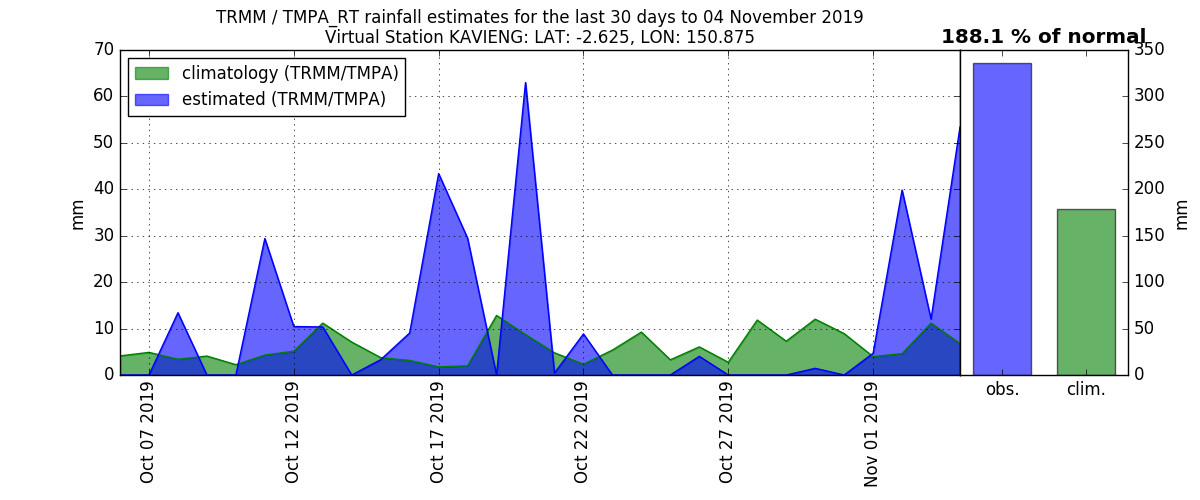 TRMM / TMPA_RT rainfall estimates for the last 30 days to 04 November 2019
Virtual Station KAVIENG: LAT: -2.625, LON: 150.875
188.1 % of normal
climatology (TRMM/TMPA)
estimated (TRMM/TMPA)
70
60
50
40
30
20
10
0
mm
Oct 07 2019
Oct 12 2019
Oct 17 2019
Oct 22 2019
Oct 27 2019
Nov 01 2019
350
300
250
200
150
100
50
0
mm
obs.
clim.